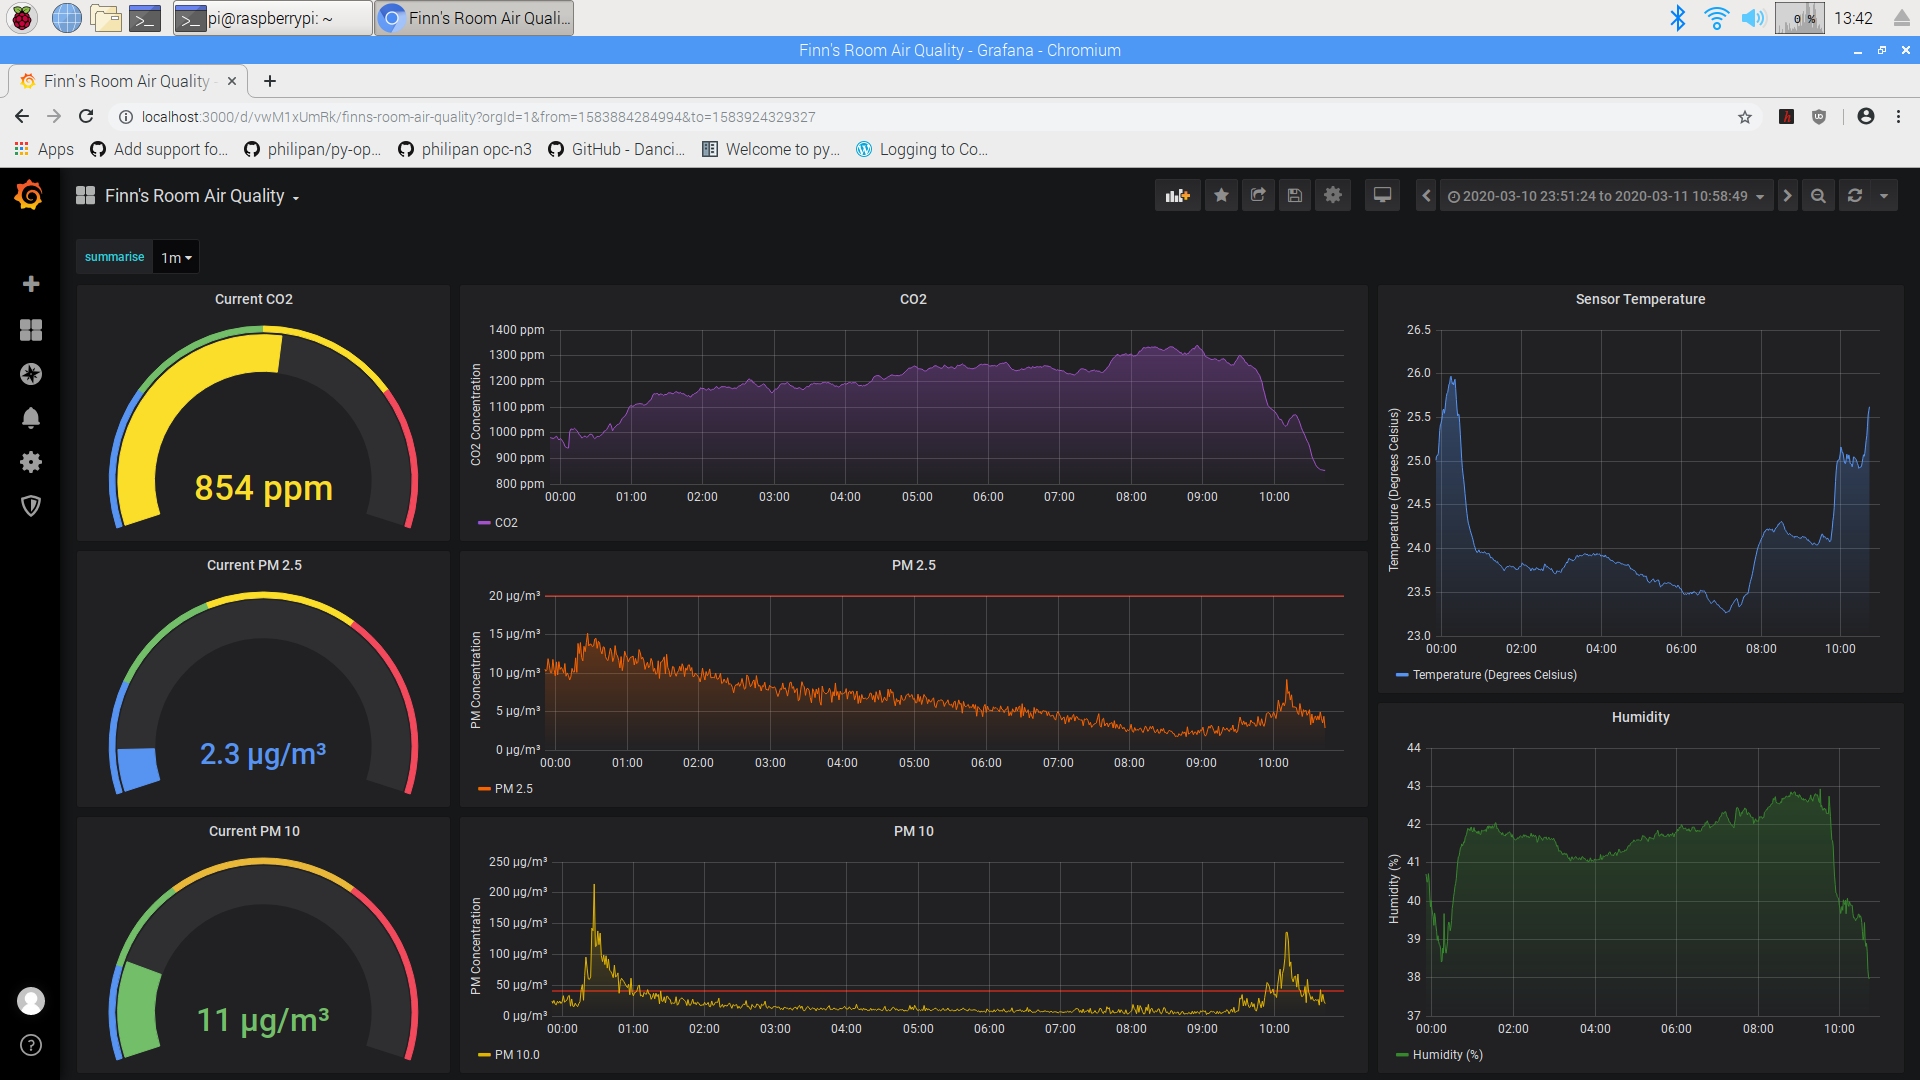 pi@raspberrypi: ~
Finn's Room Air Quali...
0 %
13:42
Finn's Room Air Quality - Grafana - Chromium
Finn's Room Air Quality -
localhost:3000/d/vwM1xUmRk/finns-room-air-quality?orgId=1&from=1583884284994&to=1583924329327
Apps
Add support fo...
philipan/py-op...
philipan opc-n3
GitHub - Danci...
Welcome to py...
Logging to Co...
Finn's Room Air Quality
2020-03-10 23:51:24 to 2020-03-11 10:58:49
summarise 1m
Current CO2
854 ppm
CO2
CO2 Concentration
1400 ppm
1300 ppm
1200 ppm
1100 ppm
1000 ppm
900 ppm
800 ppm
00:00 01:00 02:00 03:00 04:00 05:00 06:00 07:00 08:00 09:00 10:00
CO2
Sensor Temperature
Temperature (Degrees Celsius)
26.5
26.0
25.5
25.0
24.5
24.0
23.5
23.0
00:00 02:00 04:00 06:00 08:00 10:00
Temperature (Degrees Celsius)
Current PM 2.5
2.3 µg/m³
PM 2.5
PM Concentration
20 µg/m³
15 µg/m³
10 µg/m³
5 µg/m³
0 µg/m³
00:00 01:00 02:00 03:00 04:00 05:00 06:00 07:00 08:00 09:00 10:00
PM 2.5
Humidity
Humidity (%)
44
43
42
41
40
39
38
37
00:00 02:00 04:00 06:00 08:00 10:00
Humidity (%)
Current PM 10
11 µg/m³
PM 10
PM Concentration
250 µg/m³
200 µg/m³
150 µg/m³
100 µg/m³
50 µg/m³
0 µg/m³
00:00 01:00 02:00 03:00 04:00 05:00 06:00 07:00 08:00 09:00 10:00
PM 10.0